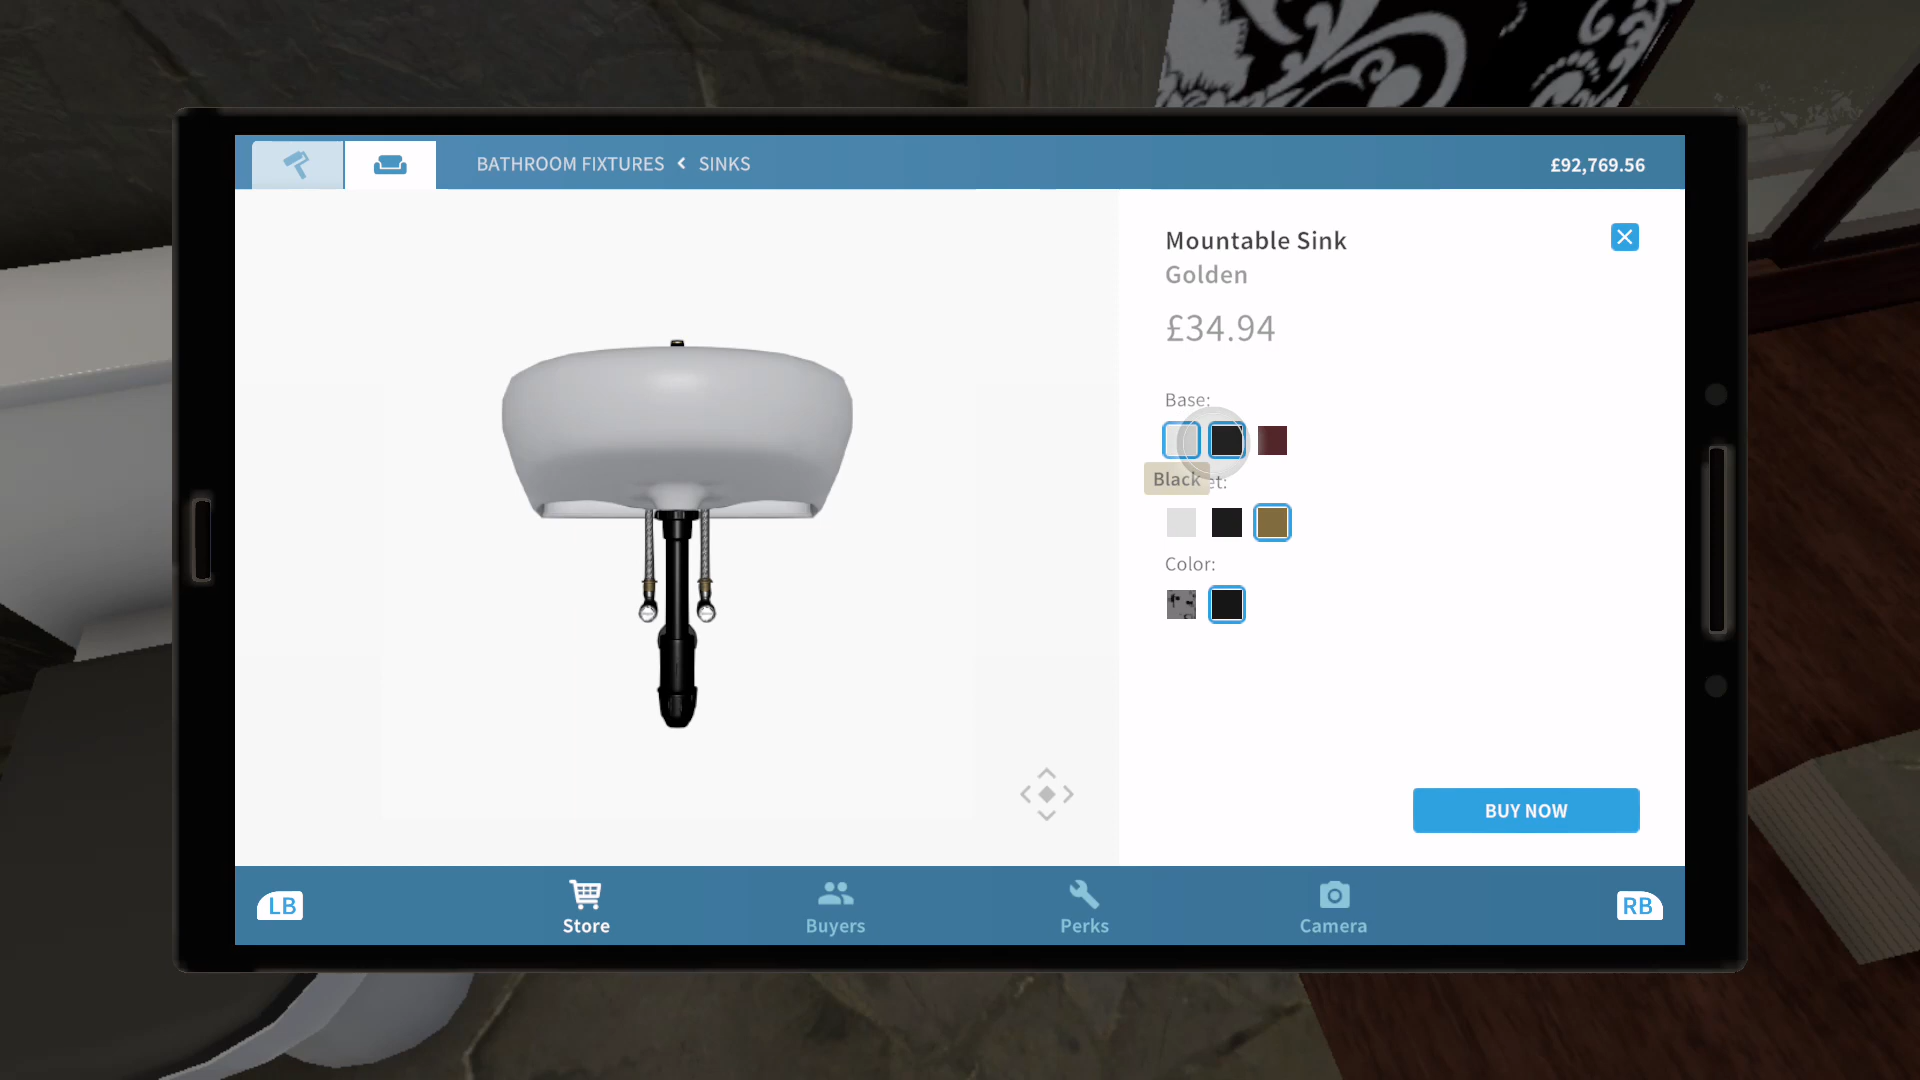 BATHROOM FIXTURES < SINKS
£92,769.56
Mountable Sink
Golden
£34.94
Base:
Black
et:
Color:
BUY NOW
LB
Store
Buyers
Perks
Camera
RB